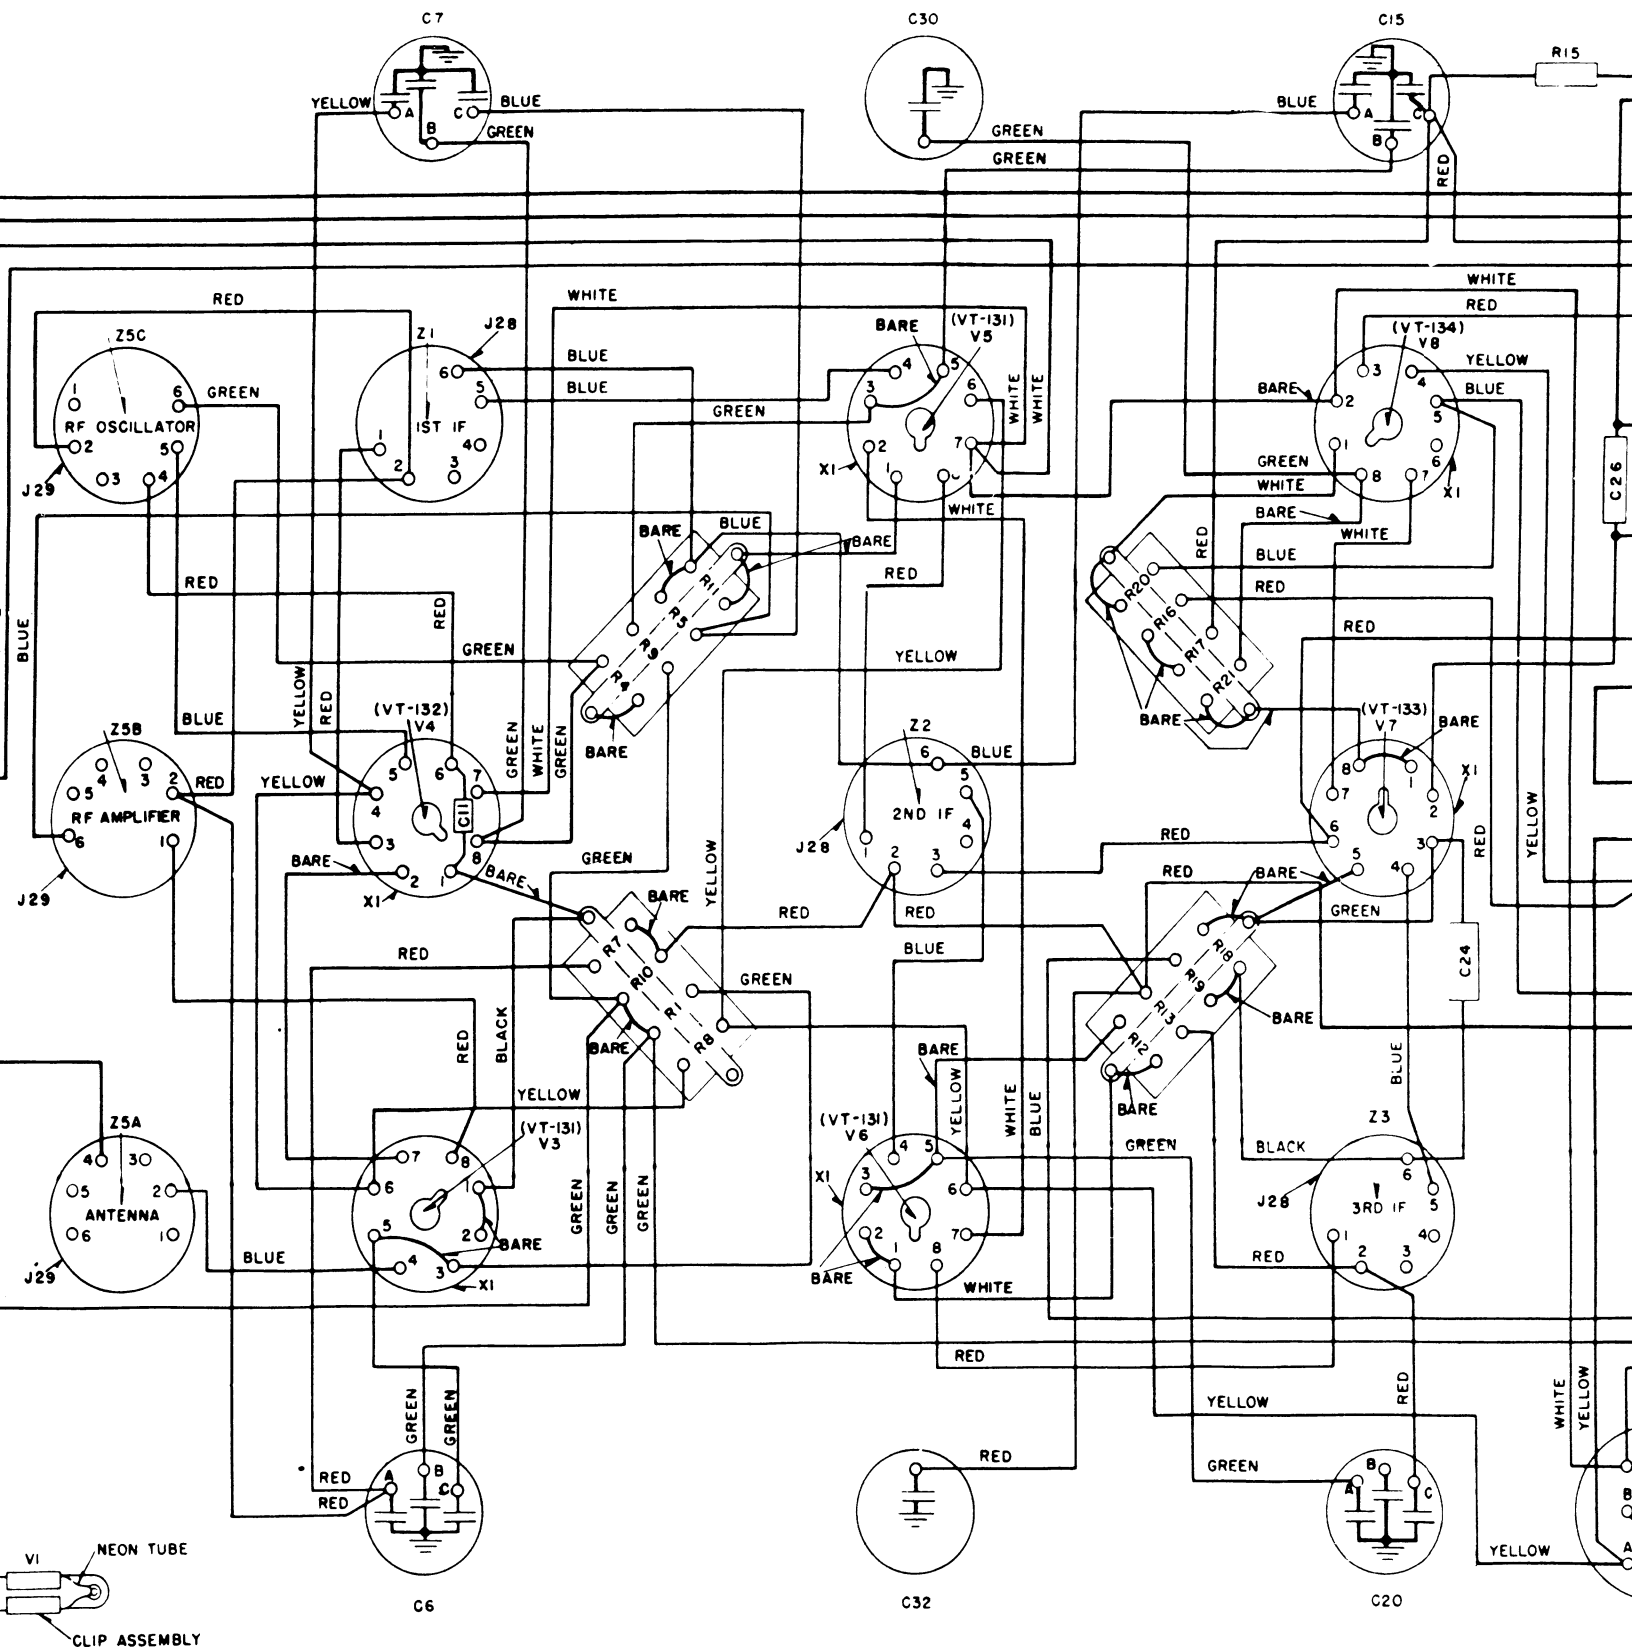 C7
C30
C15
R15
YELLOW
A
B
C
BLUE
GREEN
GREEN
GREEN
BLUE
A
B
C
RED
WHITE
RED
RED
WHITE
Z5C
1
6
GREEN
RF OSCILLATOR
2
5
3
4
J29
Z1
J28
6
5
1ST IF
1
4
2
3
BLUE
BLUE
GREEN
BARE
(VT-131)
V5
4
5
3
6
2
7
1
X1
WHITE
WHITE
WHITE
(VT-134)
V8
3
4
YELLOW
BARE
2
BLUE
5
1
6
8
7
X1
GREEN
WHITE
BARE
WHITE
BLUE
RED
RED
RED
C26
BARE
BLUE
BARE
R11
R5
R9
R4
BARE
RED
YELLOW
R20
R16
R17
R21
BARE
BLUE
RED
RED
GREEN
YELLOW
RED
BLUE
Z5B
4
3
2
5
RED
RF AMPLIFIER
6
1
J29
(VT-132)
V4
5
6
7
YELLOW
4
C11
3
8
BARE
2
1
X1
GREEN
WHITE
GREEN
BARE
GREEN
YELLOW
Z2
6
BLUE
5
2ND IF
4
1
2
3
J28
RED
RED
BLUE
(VT-133)
V7
BARE
8
1
X1
7
2
6
3
5
4
RED
RED
BARE
GREEN
RED
YELLOW
C24
R7
R10
R1
R8
BARE
BARE
RED
RED
BLACK
GREEN
YELLOW
R18
R19
R13
R12
BARE
BARE
BLUE
BARE
YELLOW
WHITE
BLUE
Z5A
4
3
5
2
ANTENNA
6
1
J29
BLUE
(VT-131)
V3
7
8
6
1
5
2
4
3
BARE
X1
GREEN
GREEN
GREEN
(VT-131)
V6
4
5
X1
3
6
2
7
1
8
BARE
GREEN
WHITE
RED
BLACK
Z3
J28
6
3RD IF
5
1
4
2
3
RED
RED
YELLOW
GREEN
WHITE
YELLOW
GREEN
GREEN
RED
RED
A
B
C
RED
B
A
C
YELLOW
B
A
V1
NEON TUBE
CLIP ASSEMBLY
C6
C32
C20